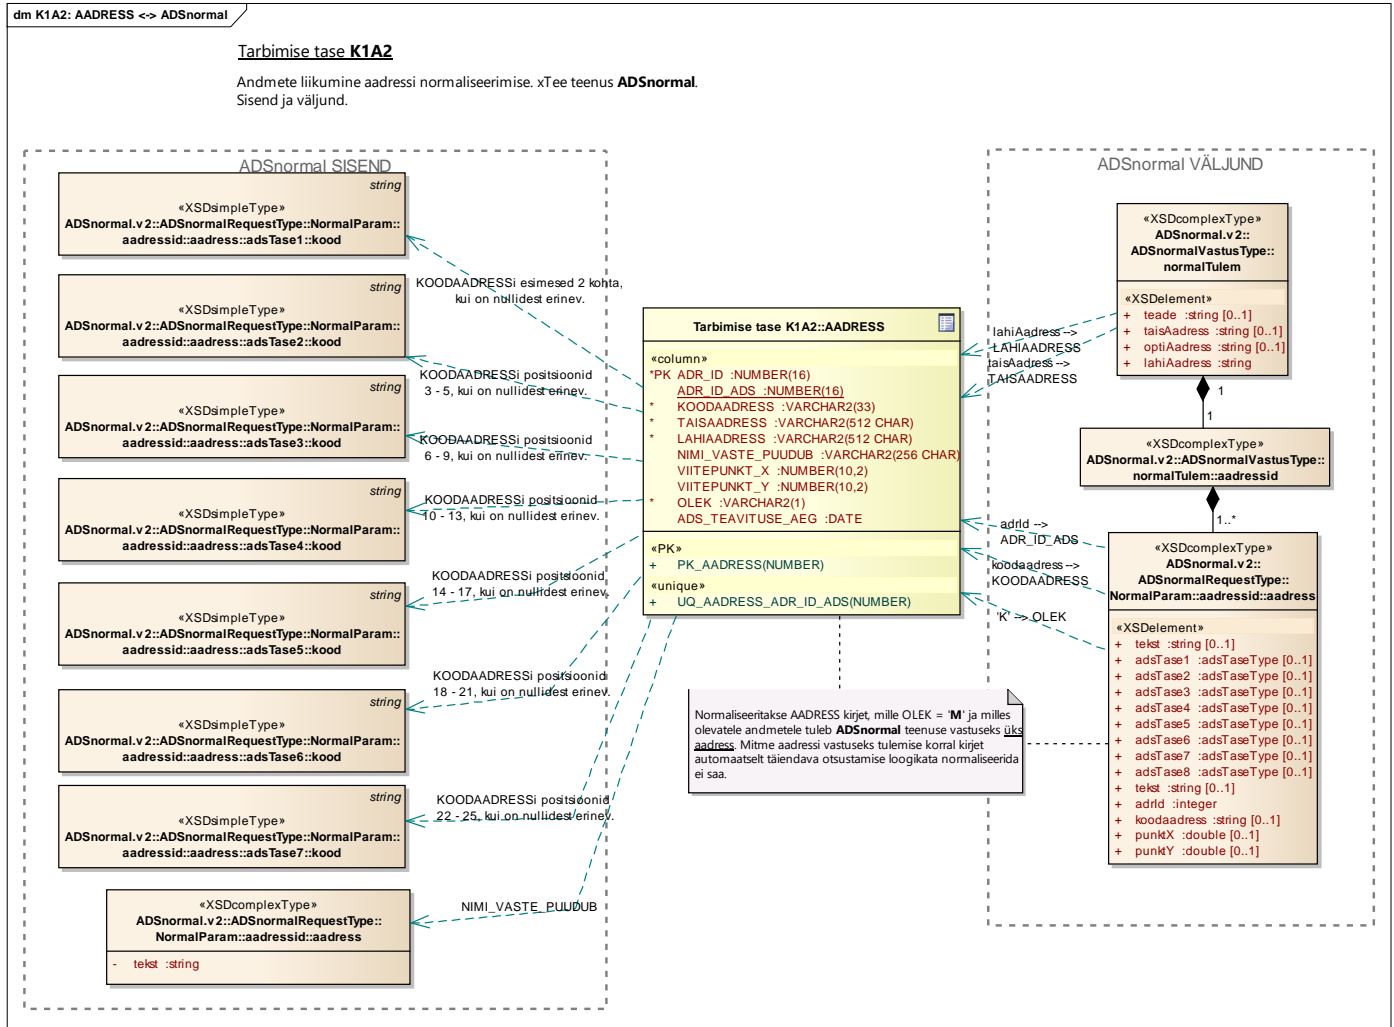 dm K1A2: AADRESS <-> ADSnormal
Tarbimise tase K1A2
Andmete liikumine aadressi normaliseerimise. xTee teenus ADSnormal.
Sisend ja väljund.
ADSnormal SISEND
string
«XSDsimpleType»
ADSnormal.v2::ADSnormalRequestType::NormalParam::
aadressid::aadress::adsTase1::kood
string
«XSDsimpleType»
ADSnormal.v2::ADSnormalRequestType::NormalParam::
aadressid::aadress::adsTase2::kood
string
«XSDsimpleType»
ADSnormal.v2::ADSnormalRequestType::NormalParam::
aadressid::aadress::adsTase3::kood
string
«XSDsimpleType»
ADSnormal.v2::ADSnormalRequestType::NormalParam::
aadressid::aadress::adsTase4::kood
string
«XSDsimpleType»
ADSnormal.v2::ADSnormalRequestType::NormalParam::
aadressid::aadress::adsTase5::kood
string
«XSDsimpleType»
ADSnormal.v2::ADSnormalRequestType::NormalParam::
aadressid::aadress::adsTase6::kood
string
«XSDsimpleType»
ADSnormal.v2::ADSnormalRequestType::NormalParam::
aadressid::aadress::adsTase7::kood
«XSDcomplexType»
ADSnormal.v2::ADSnormalRequestType::
NormalParam::aadressid::aadress
- tekst :string
KOODAADRESSi esimesed 2 kohta,
kui on nullidest erinev.
KOODAADRESSi positsioonid
3 - 5, kui on nullidest erinev.
KOODAADRESSi positsioonid
6 - 9, kui on nullidest erinev.
KOODAADRESSi positsioonid
10 - 13, kui on nullidest erinev.
KOODAADRESSi positsioonid
14 - 17, kui on nullidest erinev.
KOODAADRESSi positsioonid
18 - 21, kui on nullidest erinev.
KOODAADRESSi positsioonid
22 - 25, kui on nullidest erinev.
NIMI_VASTE_PUUDUB
Tarbimise tase K1A2::AADRESS
«column»
*PK ADR_ID :NUMBER(16)
ADR_ID_ADS :NUMBER(16)
* KOODAADRESS :VARCHAR2(33)
* TAISAADRESS :VARCHAR2(512 CHAR)
* LAHIAADRESS :VARCHAR2(512 CHAR)
NIMI_VASTE_PUUDUB :VARCHAR2(256 CHAR)
VIITEPUNKT_X :NUMBER(10,2)
VIITEPUNKT_Y :NUMBER(10,2)
* OLEK :VARCHAR2(1)
ADS_TEAVITUSE_AEG :DATE
«PK»
+ PK_AADRESS(NUMBER)
«unique»
+ UQ_AADRESS_ADR_ID_ADS(NUMBER)
Normaliseeritakse AADRESS kirjet, mille OLEK = 'M' ja milles
olevatele andmetele tuleb ADSnormal teenuse vastuseks üks
aadress. Mitme aadressi vastuseks tulemise korral kirjet
automaatselt täiendava otsustamise loogikata normaliseerida
ei saa.
lahiAadress -->
LAHIAADRESS
taisAadress -->
TAISAADRESS
adrId -->
ADR_ID_ADS
koodaadress -->
KOODAADRESS
'K' --> OLEK
ADSnormal VÄLJUND
«XSDcomplexType»
ADSnormal.v2::
ADSnormalVastusType::
normalTulem
«XSDelement»
+ teade :string [0..1]
+ taisAadress :string [0..1]
+ optiAadress :string [0..1]
+ lahiAadress :string
1
1
«XSDcomplexType»
ADSnormal.v2::ADSnormalVastusType::
normalTulem::aadressid
1..*
«XSDcomplexType»
ADSnormal.v2::
ADSnormalRequestType::
NormalParam::aadressid::aadress
«XSDelement»
+ tekst :string [0..1]
+ adsTase1 :adsTaseType [0..1]
+ adsTase2 :adsTaseType [0..1]
+ adsTase3 :adsTaseType [0..1]
+ adsTase4 :adsTaseType [0..1]
+ adsTase5 :adsTaseType [0..1]
+ adsTase6 :adsTaseType [0..1]
+ adsTase7 :adsTaseType [0..1]
+ adsTase8 :adsTaseType [0..1]
+ tekst :string [0..1]
+ adrId :integer
+ koodaadress :string [0..1]
+ punktX :double [0..1]
+ punktY :double [0..1]